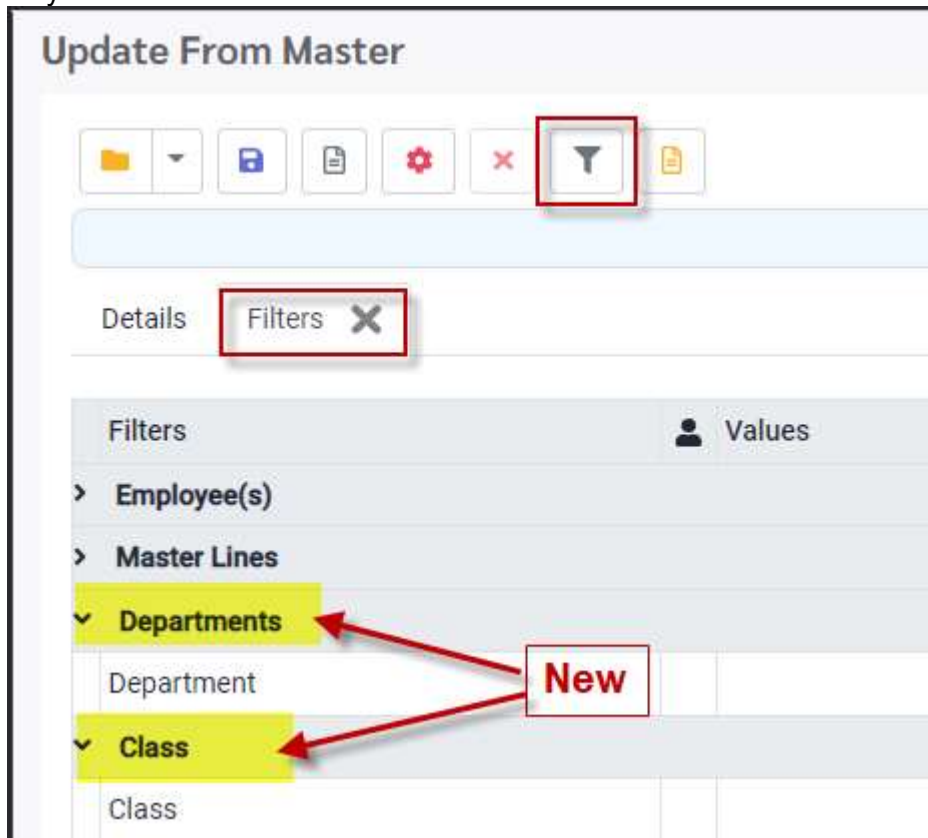 Update From Master
Details Filters
Filters Values
Employee(s)
Master Lines
Departments
Department New
Class
Class